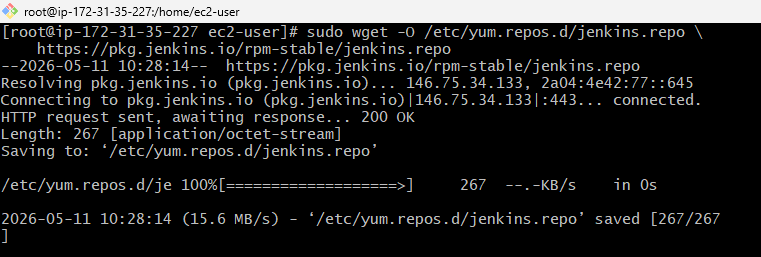 root@ip-172-31-35-227:/home/ec2-user
[root@ip-172-31-35-227 ec2-user]# sudo wget -O /etc/yum.repos.d/jenkins.repo \
    https://pkg.jenkins.io/rpm-stable/jenkins.repo
--2026-05-11 10:28:14--  https://pkg.jenkins.io/rpm-stable/jenkins.repo
Resolving pkg.jenkins.io (pkg.jenkins.io)... 146.75.34.133, 2a04:4e42:77::645
Connecting to pkg.jenkins.io (pkg.jenkins.io)|146.75.34.133|:443... connected.
HTTP request sent, awaiting response... 200 OK
Length: 267 [application/octet-stream]
Saving to: ‘/etc/yum.repos.d/jenkins.repo’
/etc/yum.repos.d/je 100%[===================>]     267  --.-KB/s    in 0s
2026-05-11 10:28:14 (15.6 MB/s) - ‘/etc/yum.repos.d/jenkins.repo’ saved [267/267
]